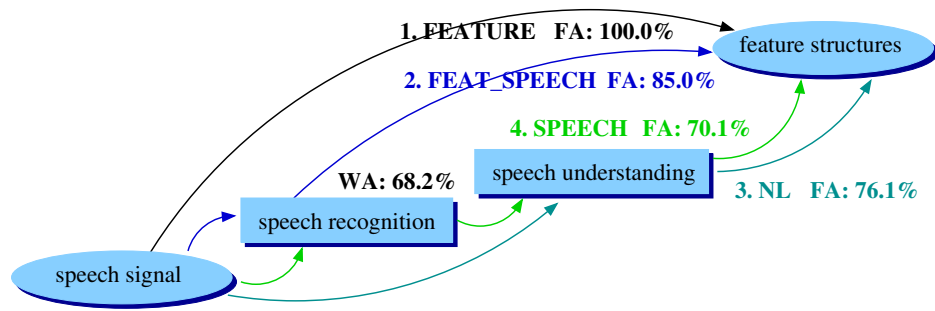 1. FEATURE FA: 100.0%
feature structures
2. FEAT_SPEECH FA: 85.0%
4. SPEECH FA: 70.1%
WA: 68.2%
speech understanding
3. NL FA: 76.1%
speech recognition
speech signal